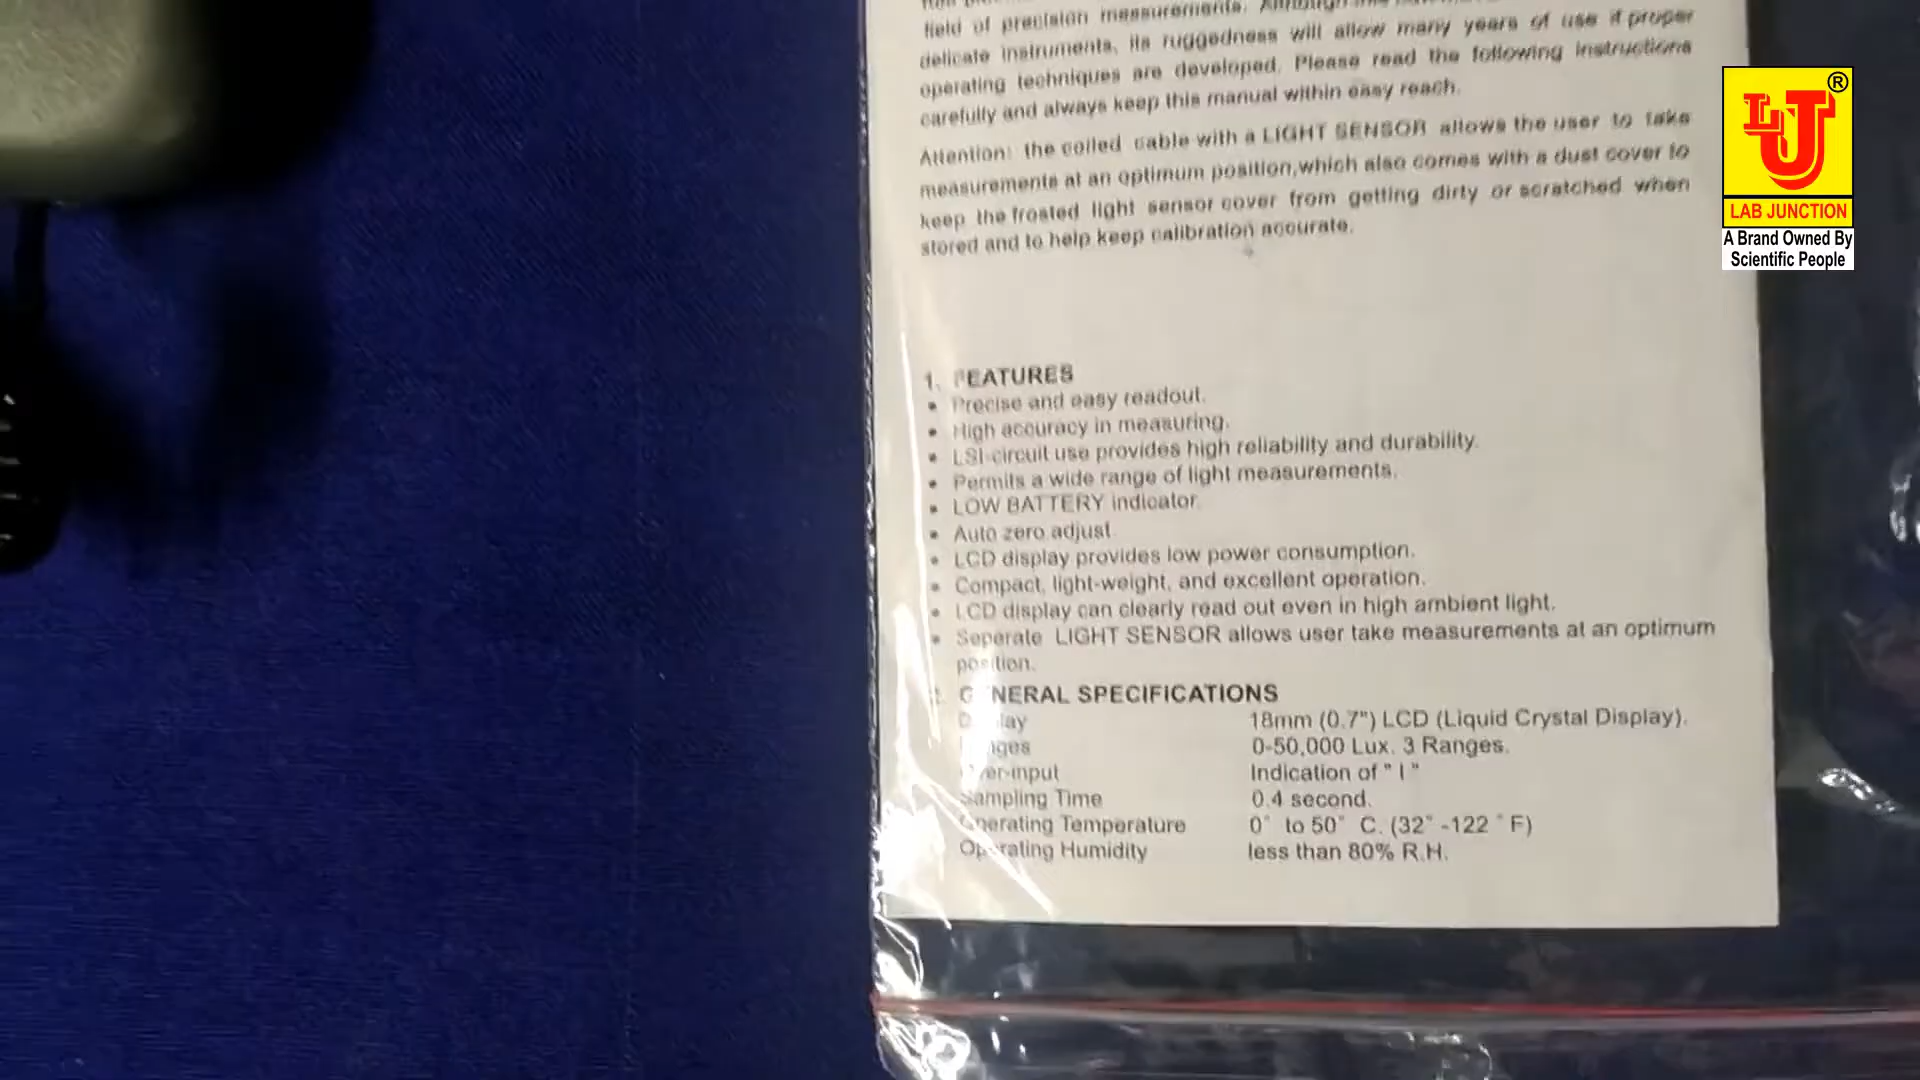 field of precision measurements. Although this
delicate instruments, its ruggedness will allow many years of use if proper
operating techniques are developed. Please read the following instructions
carefully and always keep this manual within easy reach.
Attention: the coiled cable with a LIGHT SENSOR allows the user to take
measurements at an optimum position,which also comes with a dust cover to
keep the frosted light sensor cover from getting dirty or scratched when
stored and to help keep calibration accurate.
1. FEATURES
• Precise and easy readout.
• High accuracy in measuring.
• LSI-circuit use provides high reliability and durability.
• Permits a wide range of light measurements.
• LOW BATTERY indicator.
• Auto zero adjust.
• LCD display provides low power consumption.
• Compact, light-weight, and excellent operation.
• LCD display can clearly read out even in high ambient light.
• Seperate LIGHT SENSOR allows user take measurements at an optimum
position.
GENERAL SPECIFICATIONS
Display 18mm (0.7") LCD (Liquid Crystal Display).
Ranges 0-50,000 Lux. 3 Ranges.
Over-input Indication of " I "
Sampling Time 0.4 second.
Operating Temperature 0° to 50° C. (32° -122 ° F)
Operating Humidity less than 80% R.H.
LJ®
LAB JUNCTION
A Brand Owned By
Scientific People